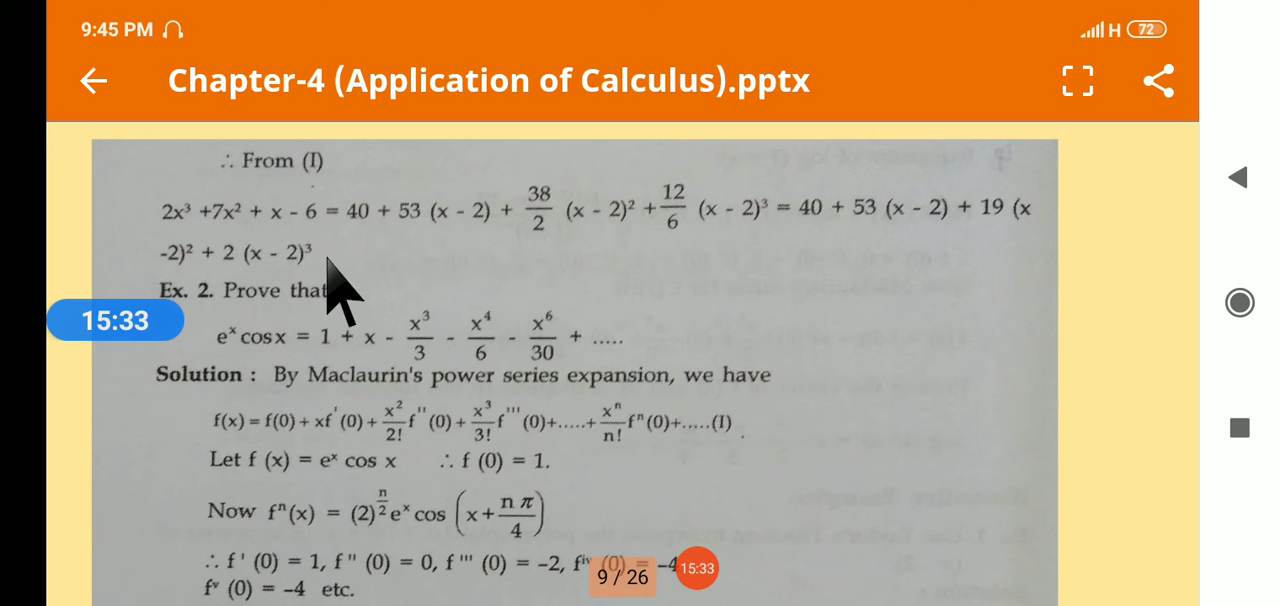 9:45 PM
H 72
Chapter-4 (Application of Calculus).pptx
∴ From (I)
2x³ +7x² + x - 6 = 40 + 53 (x - 2) + 38/2 (x - 2)² + 12/6 (x - 2)³ = 40 + 53 (x - 2) + 19 (x
-2)² + 2 (x - 2)³
Ex. 2. Prove that
15:33
eˣ cosx = 1 + x - x³/3 - x⁴/6 - x⁶/30 + .....
Solution : By Maclaurin's power series expansion, we have
f(x) = f(0) + xf'(0) + x²/2! f''(0) + x³/3! f'''(0)+.....+ xⁿ/n! fⁿ(0)+.....(I)
Let f (x) = eˣ cos x ∴ f (0) = 1.
Now fⁿ(x) = (2)^(n/2) eˣ cos (x + nπ/4)
∴ f ' (0) = 1, f '' (0) = 0, f ''' (0) = -2, fⁱᵛ (0) = -4
9 / 26
15:33
fᵛ (0) = -4 etc.